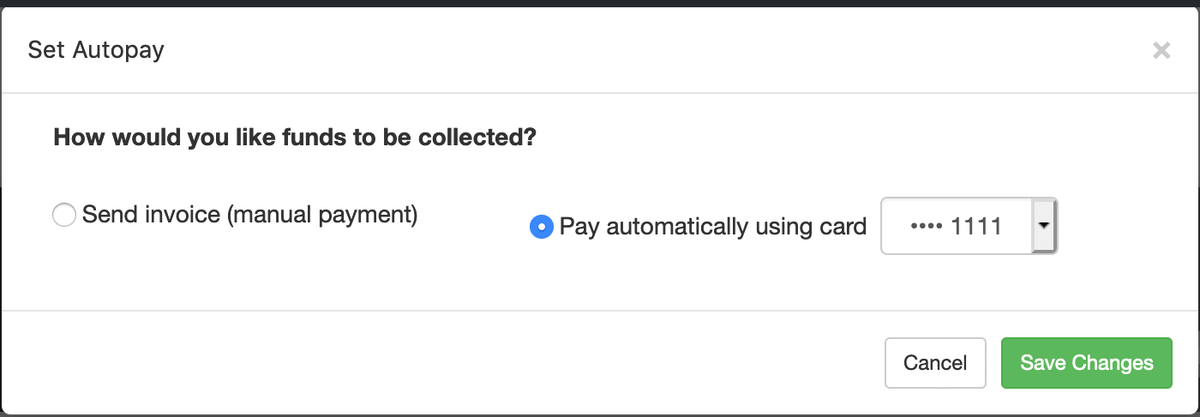 Set Autopay
×
How would you like funds to be collected?
Send invoice (manual payment)
Pay automatically using card
•••• 1111
Cancel
Save Changes